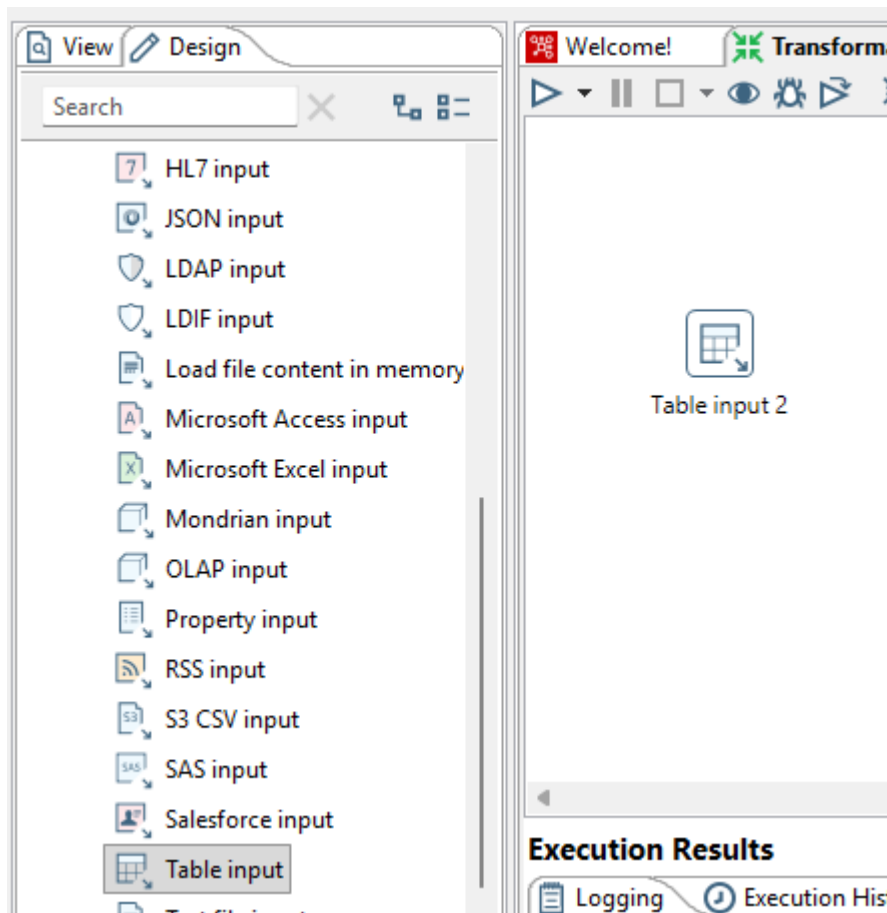 View
Design
Search
HL7 input
JSON input
LDAP input
LDIF input
Load file content in memory
Microsoft Access input
Microsoft Excel input
Mondrian input
OLAP input
Property input
RSS input
S3 CSV input
SAS input
Salesforce input
Table input
Welcome!
Table input 2
Execution Results
Logging
Execution His